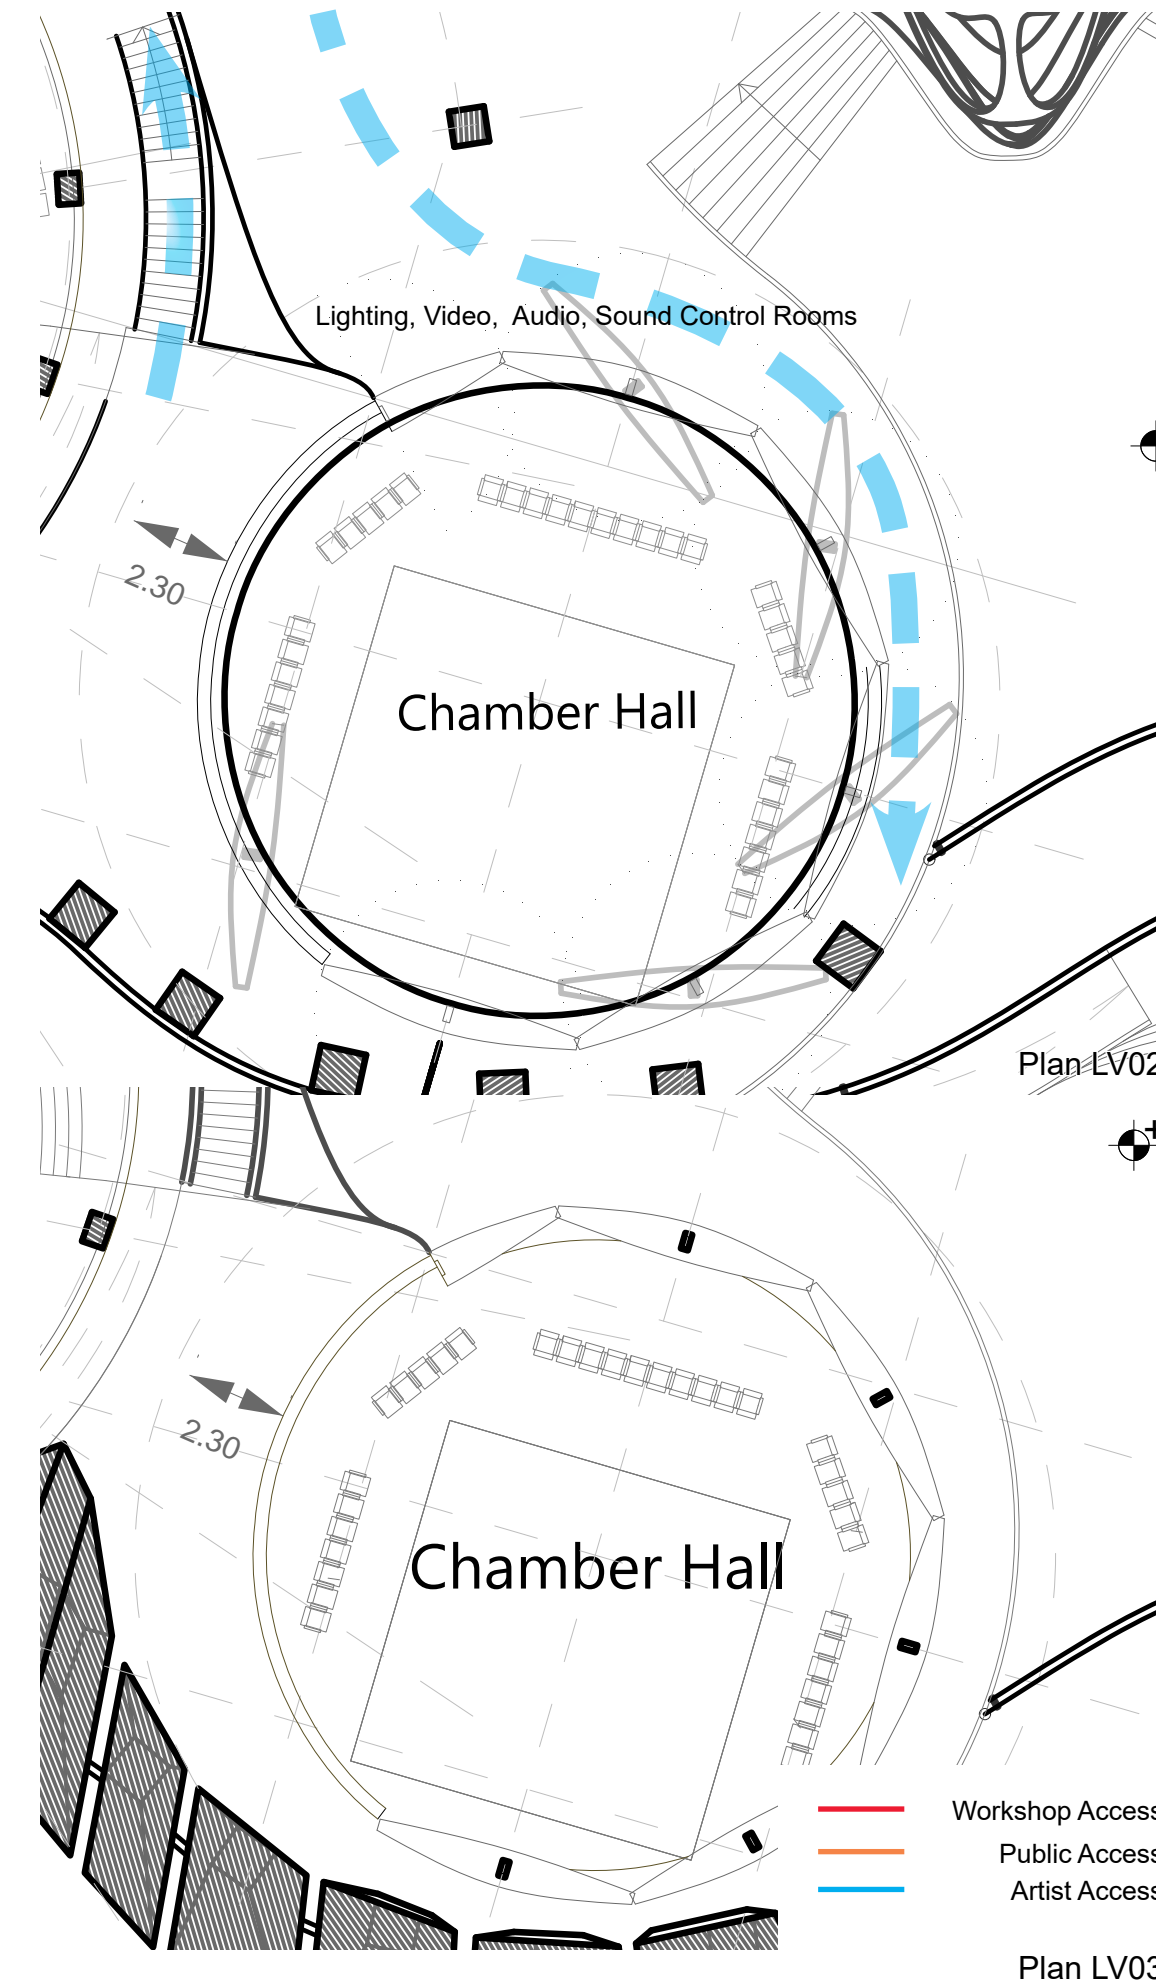 Lighting, Video, Audio, Sound Control Rooms
2.30
Chamber Hall
Plan LV02
2.30
Chamber Hall
Workshop Access
Public Access
Artist Access
Plan LV03